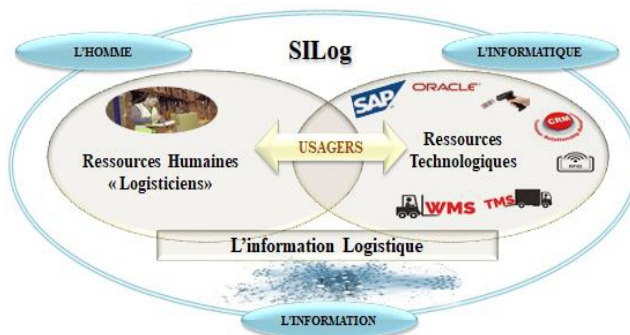 L'HOMME
SILog
L'INFORMATIQUE
SAP
ORACLE
CRM
USAGERS
Ressources Humaines
« Logisticiens»
Ressources
Technologiques
WMS
TMS
L'information Logistique
L'INFORMATION